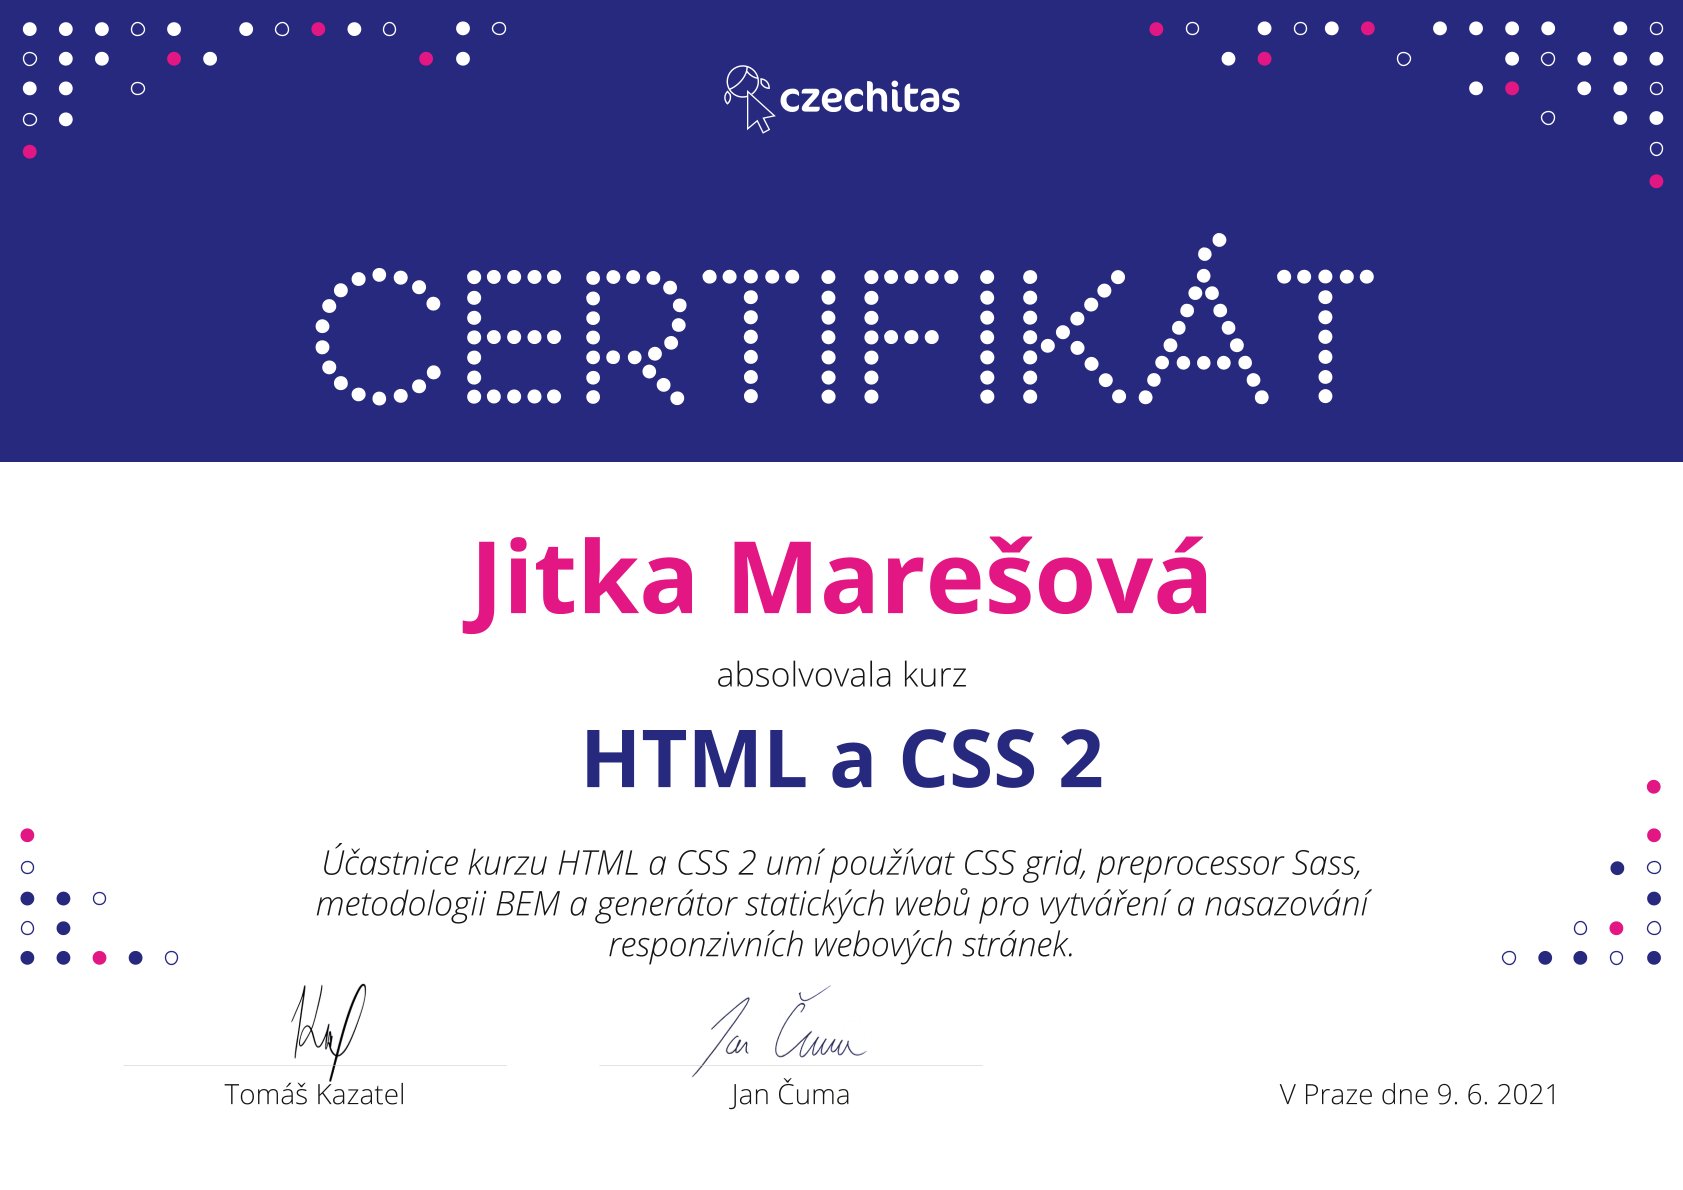 czechitas
CERTIFIKÁT
Jitka Marešová
absolvovala kurz
HTML a CSS 2
Účastnice kurzu HTML a CSS 2 umí používat CSS grid, preprocessor Sass,
metodologii BEM a generátor statických webů pro vytváření a nasazování
responzivních webových stránek.
Jan Čuma
Tomáš Kazatel
Jan Čuma
V Praze dne 9. 6. 2021